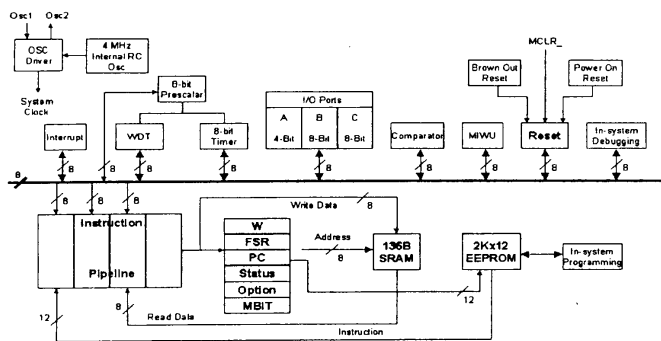 Osc1 Osc2
OSC
Driver
4 MHz
Internal RC
Osc
System
Clock
8-bit
Prescalar
MCLR_
Brown Out
Reset
Power On
Reset
I/O Ports
A B C
4-Bit 8-Bit 8-Bit
Interrupt
WDT
8-bit
Timer
Comparator
MIWU
Reset
In-system
Debugging
8 8 8 8 8 8 8 8 8
8
8 8 8
Write Data 8
Instruction
Pipeline
W
FSR
PC
Status
Option
MBIT
Address
8
136B
SRAM
2Kx12
EEPROM
In-system
Programming
12
12 8
Read Data
Instruction